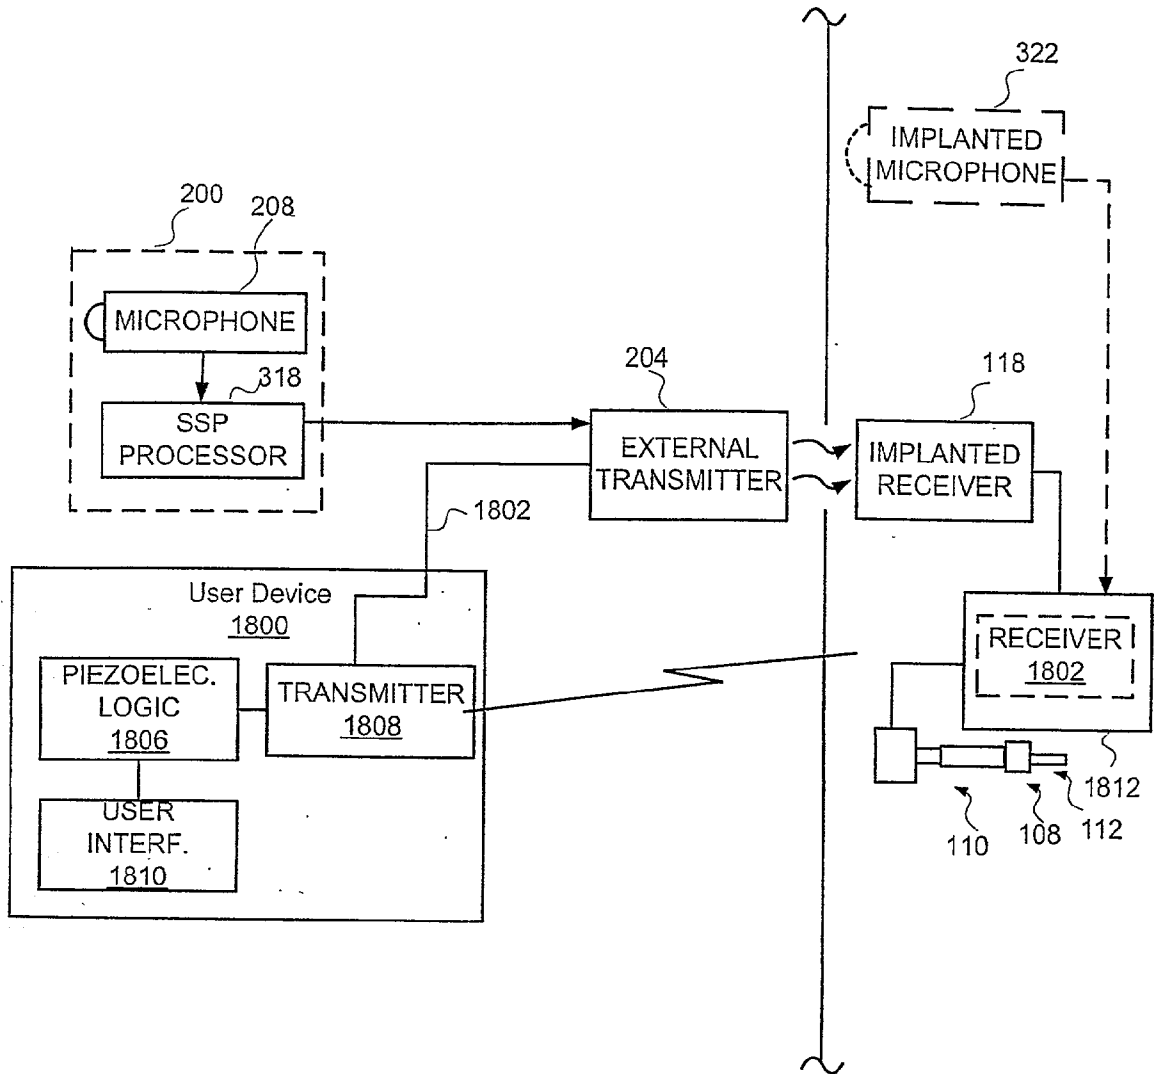 322
IMPLANTED
MICROPHONE
200
208
MICROPHONE
318
SSP
PROCESSOR
204
EXTERNAL
TRANSMITTER
118
IMPLANTED
RECEIVER
1802
User Device
1800
PIEZOELEC.
LOGIC
1806
TRANSMITTER
1808
USER
INTERF.
1810
RECEIVER
1802
1812
110
108
112